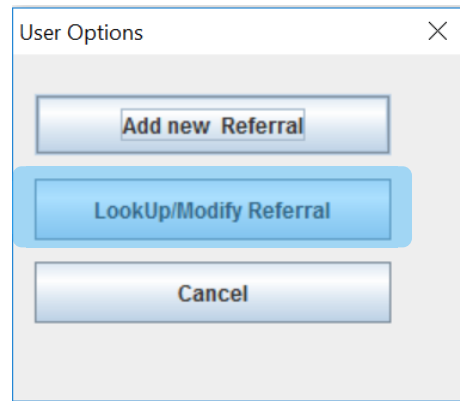 User Options
Add new Referral
LookUp/Modify Referral
Cancel